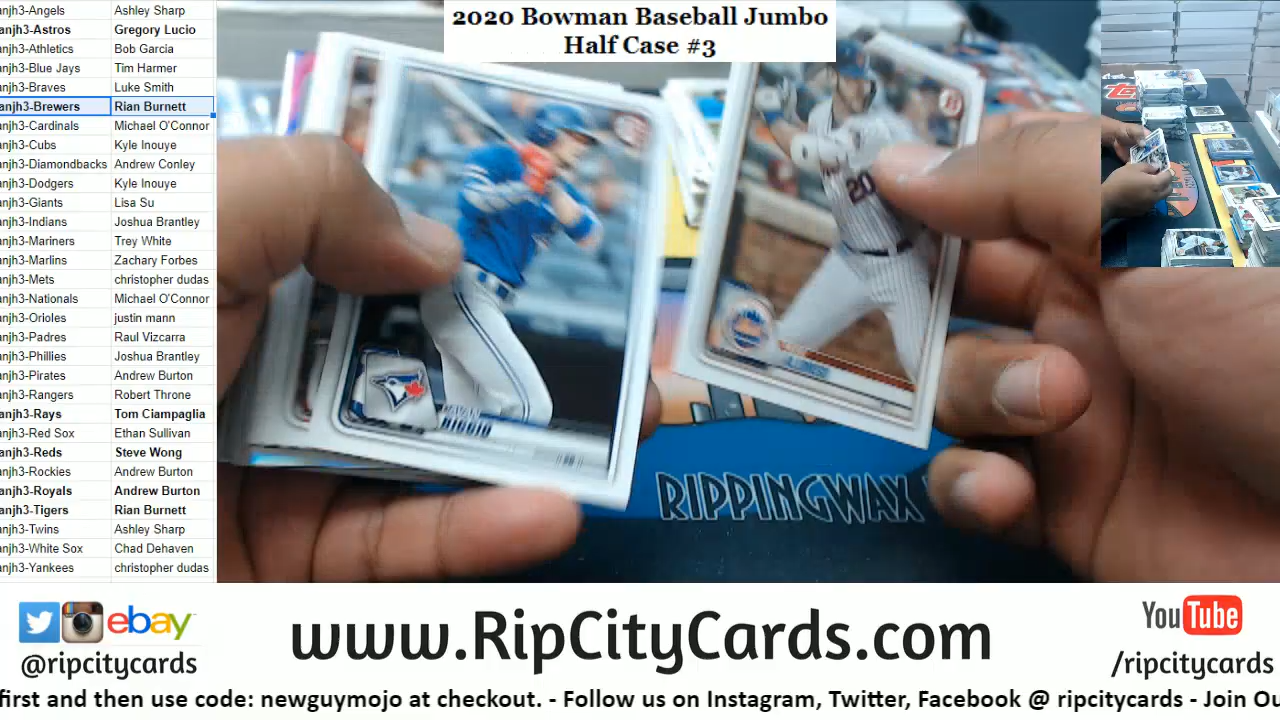 2020 Bowman Baseball Jumbo
Half Case #3
anjh3-Angels Ashley Sharp
anjh3-Astros Gregory Lucio
anjh3-Athletics Bob Garcia
anjh3-Blue Jays Tim Harmer
anjh3-Braves Luke Smith
anjh3-Brewers Rian Burnett
anjh3-Cardinals Michael O'Connor
anjh3-Cubs Kyle Inouye
anjh3-Diamondbacks Andrew Conley
anjh3-Dodgers Kyle Inouye
anjh3-Giants Lisa Su
anjh3-Indians Joshua Brantley
anjh3-Mariners Trey White
anjh3-Marlins Zachary Forbes
anjh3-Mets christopher dudas
anjh3-Nationals Michael O'Connor
anjh3-Orioles justin mann
anjh3-Padres Raul Vizcarra
anjh3-Phillies Joshua Brantley
anjh3-Pirates Andrew Burton
anjh3-Rangers Robert Throne
anjh3-Rays Tom Ciampaglia
anjh3-Red Sox Ethan Sullivan
anjh3-Reds Steve Wong
anjh3-Rockies Andrew Burton
anjh3-Royals Andrew Burton
anjh3-Tigers Rian Burnett
anjh3-Twins Ashley Sharp
anjh3-White Sox Chad Dehaven
anjh3-Yankees christopher dudas
20
RIPPINGWAX
ebay
@ripcitycards
www.RipCityCards.com
YouTube
/ripcitycards
first and then use code: newguymojo at checkout. - Follow us on Instagram, Twitter, Facebook @ ripcitycards - Join Ou